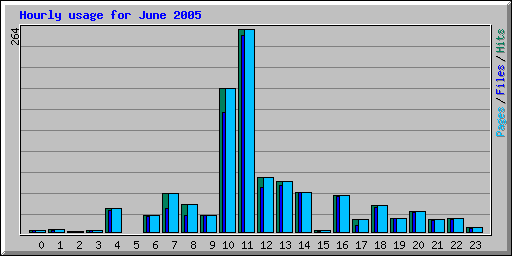 Hourly usage for June 2005
264
Pages/Files/Hits
0 1 2 3 4 5 6 7 8 9 10 11 12 13 14 15 16 17 18 19 20 21 22 23